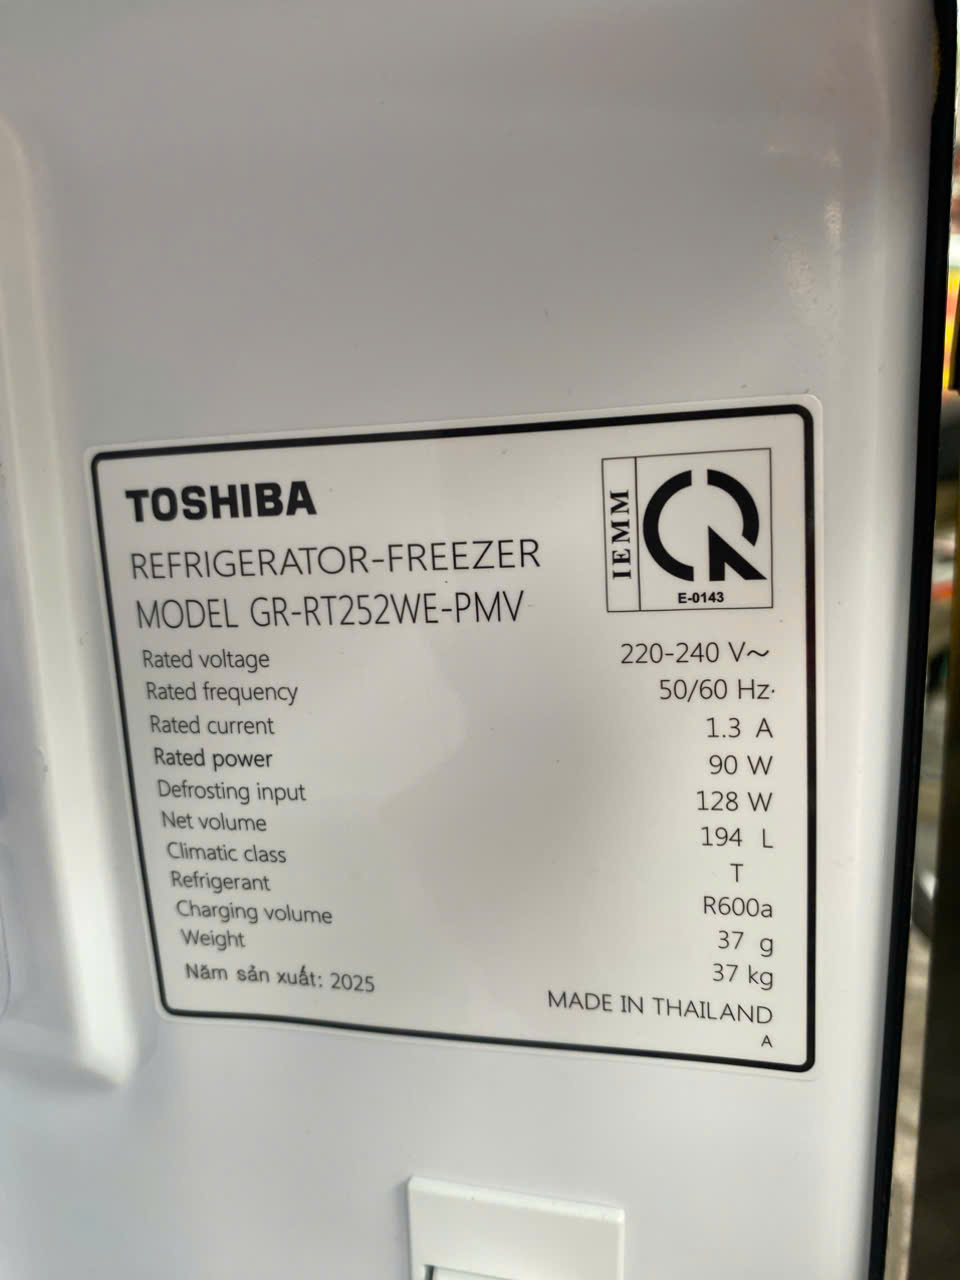 TOSHIBA
REFRIGERATOR-FREEZER
MODEL GR-RT252WE-PMV
IEMM
E-0143
Rated voltage 220-240 V~
Rated frequency 50/60 Hz
Rated current 1.3 A
Rated power 90 W
Defrosting input 128 W
Net volume 194 L
Climatic class T
Refrigerant R600a
Charging volume 37 g
Weight 37 kg
Năm sản xuất: 2025
MADE IN THAILAND
A